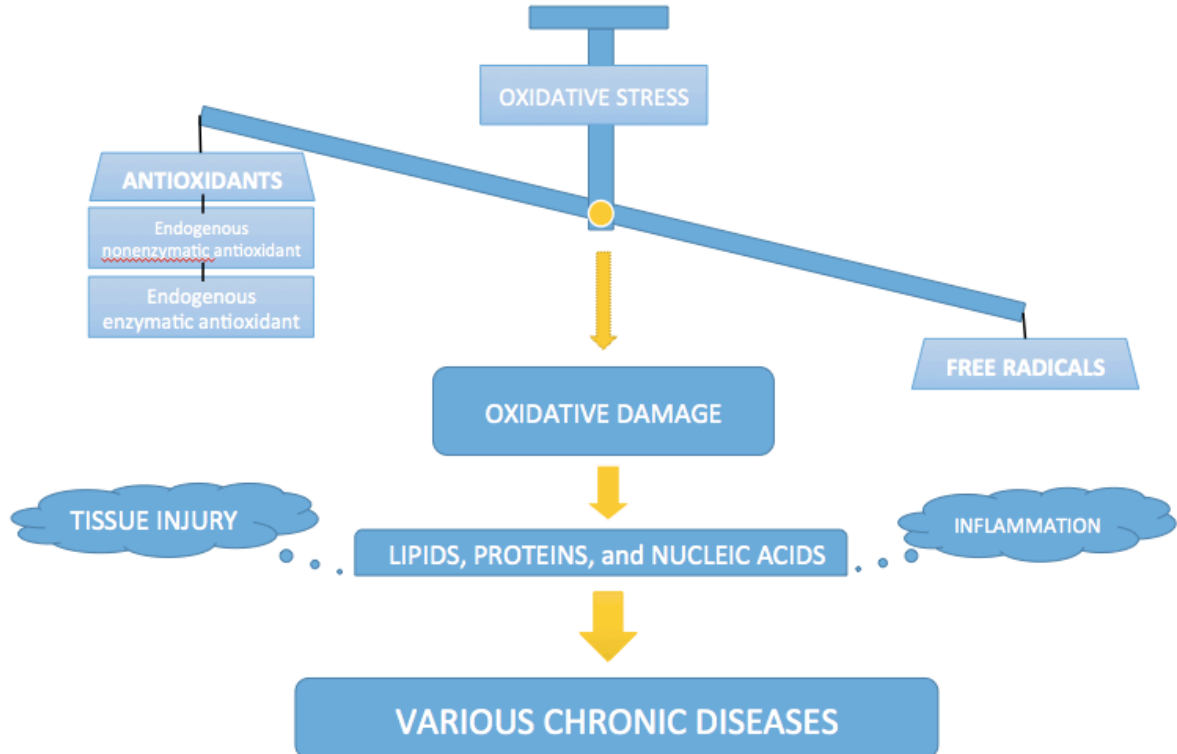 OXIDATIVE STRESS
ANTIOXIDANTS
Endogenous
nonenzymatic antioxidant
Endogenous
enzymatic antioxidant
FREE RADICALS
OXIDATIVE DAMAGE
TISSUE INJURY
INFLAMMATION
LIPIDS, PROTEINS, and NUCLEIC ACIDS
VARIOUS CHRONIC DISEASES